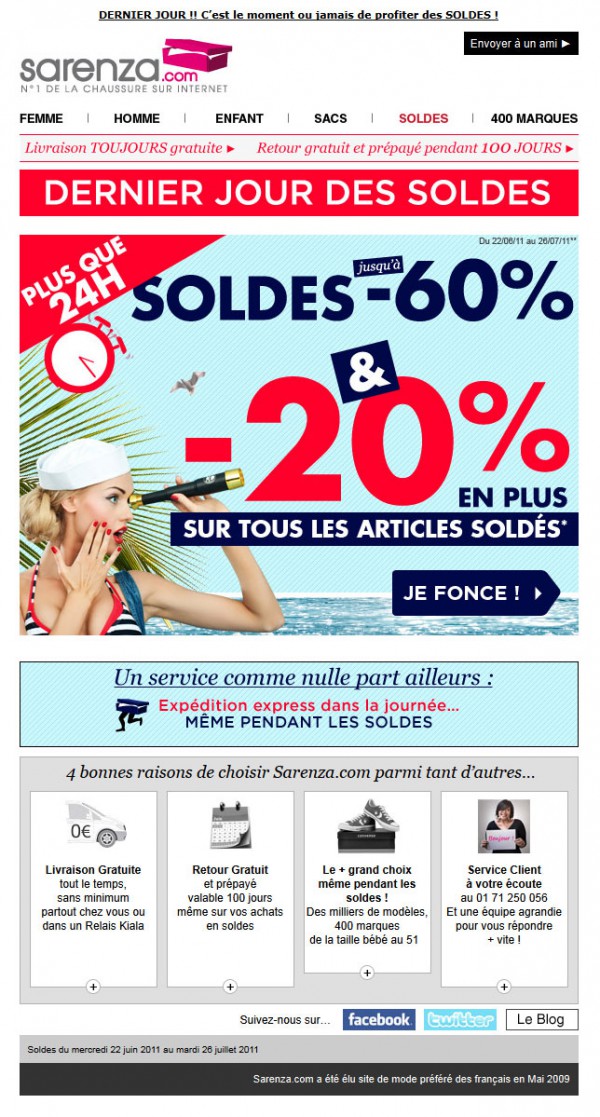 DERNIER JOUR !! C'est le moment ou jamais de profiter des SOLDES !
Envoyer à un ami ►
sarenza.com
N°1 DE LA CHAUSSURE SUR INTERNET
FEMME | HOMME | ENFANT | SACS | SOLDES | 400 MARQUES
Livraison TOUJOURS gratuite ► Retour gratuit et prépayé pendant 100 JOURS ►
DERNIER JOUR DES SOLDES
Du 22/06/11 au 26/07/11**
PLUS QUE
24H
SOLDES jusqu'à -60%
&
-20%
EN PLUS
SUR TOUS LES ARTICLES SOLDÉS*
JE FONCE !
Un service comme nulle part ailleurs :
Expédition express dans la journée...
MÊME PENDANT LES SOLDES
4 bonnes raisons de choisir Sarenza.com parmi tant d'autres...
0€
Livraison Gratuite
tout le temps,
sans minimum
partout chez vous ou
dans un Relais Kiala
+
Retour Gratuit
et prépayé
valable 100 jours
même sur vos achats
en soldes
+
Le + grand choix
même pendant les
soldes !
Des milliers de modèles,
400 marques
de la taille bébé au 51
+
Bonjour !
Service Client
à votre écoute
au 01 71 250 056
Et une équipe agrandie
pour vous répondre
+ vite !
+
Suivez-nous sur... facebook twitter Le Blog
Soldes du mercredi 22 juin 2011 au mardi 26 juillet 2011
Sarenza.com a été élu site de mode préféré des français en Mai 2009